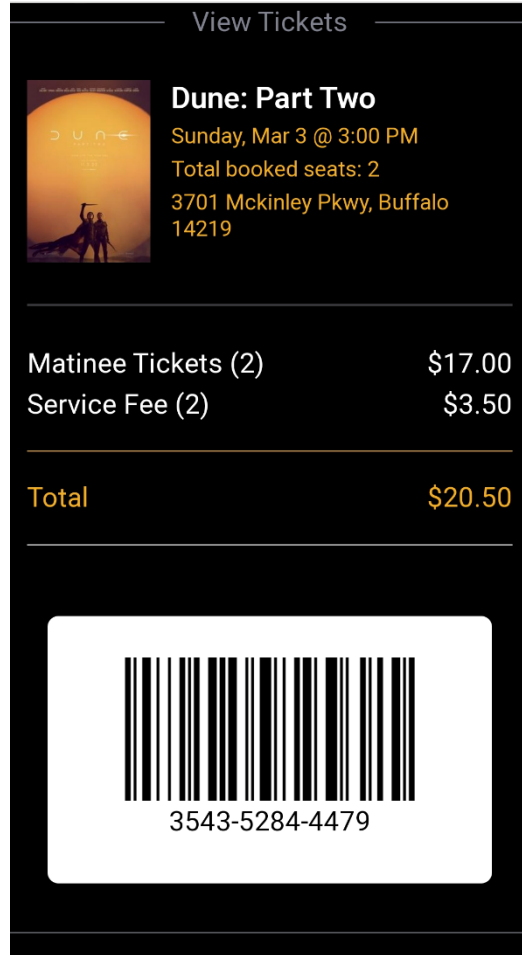 View Tickets
DUNE
Dune: Part Two
Sunday, Mar 3 @ 3:00 PM
Total booked seats: 2
3701 Mckinley Pkwy, Buffalo
14219
Matinee Tickets (2) $17.00
Service Fee (2) $3.50
Total $20.50
3543-5284-4479